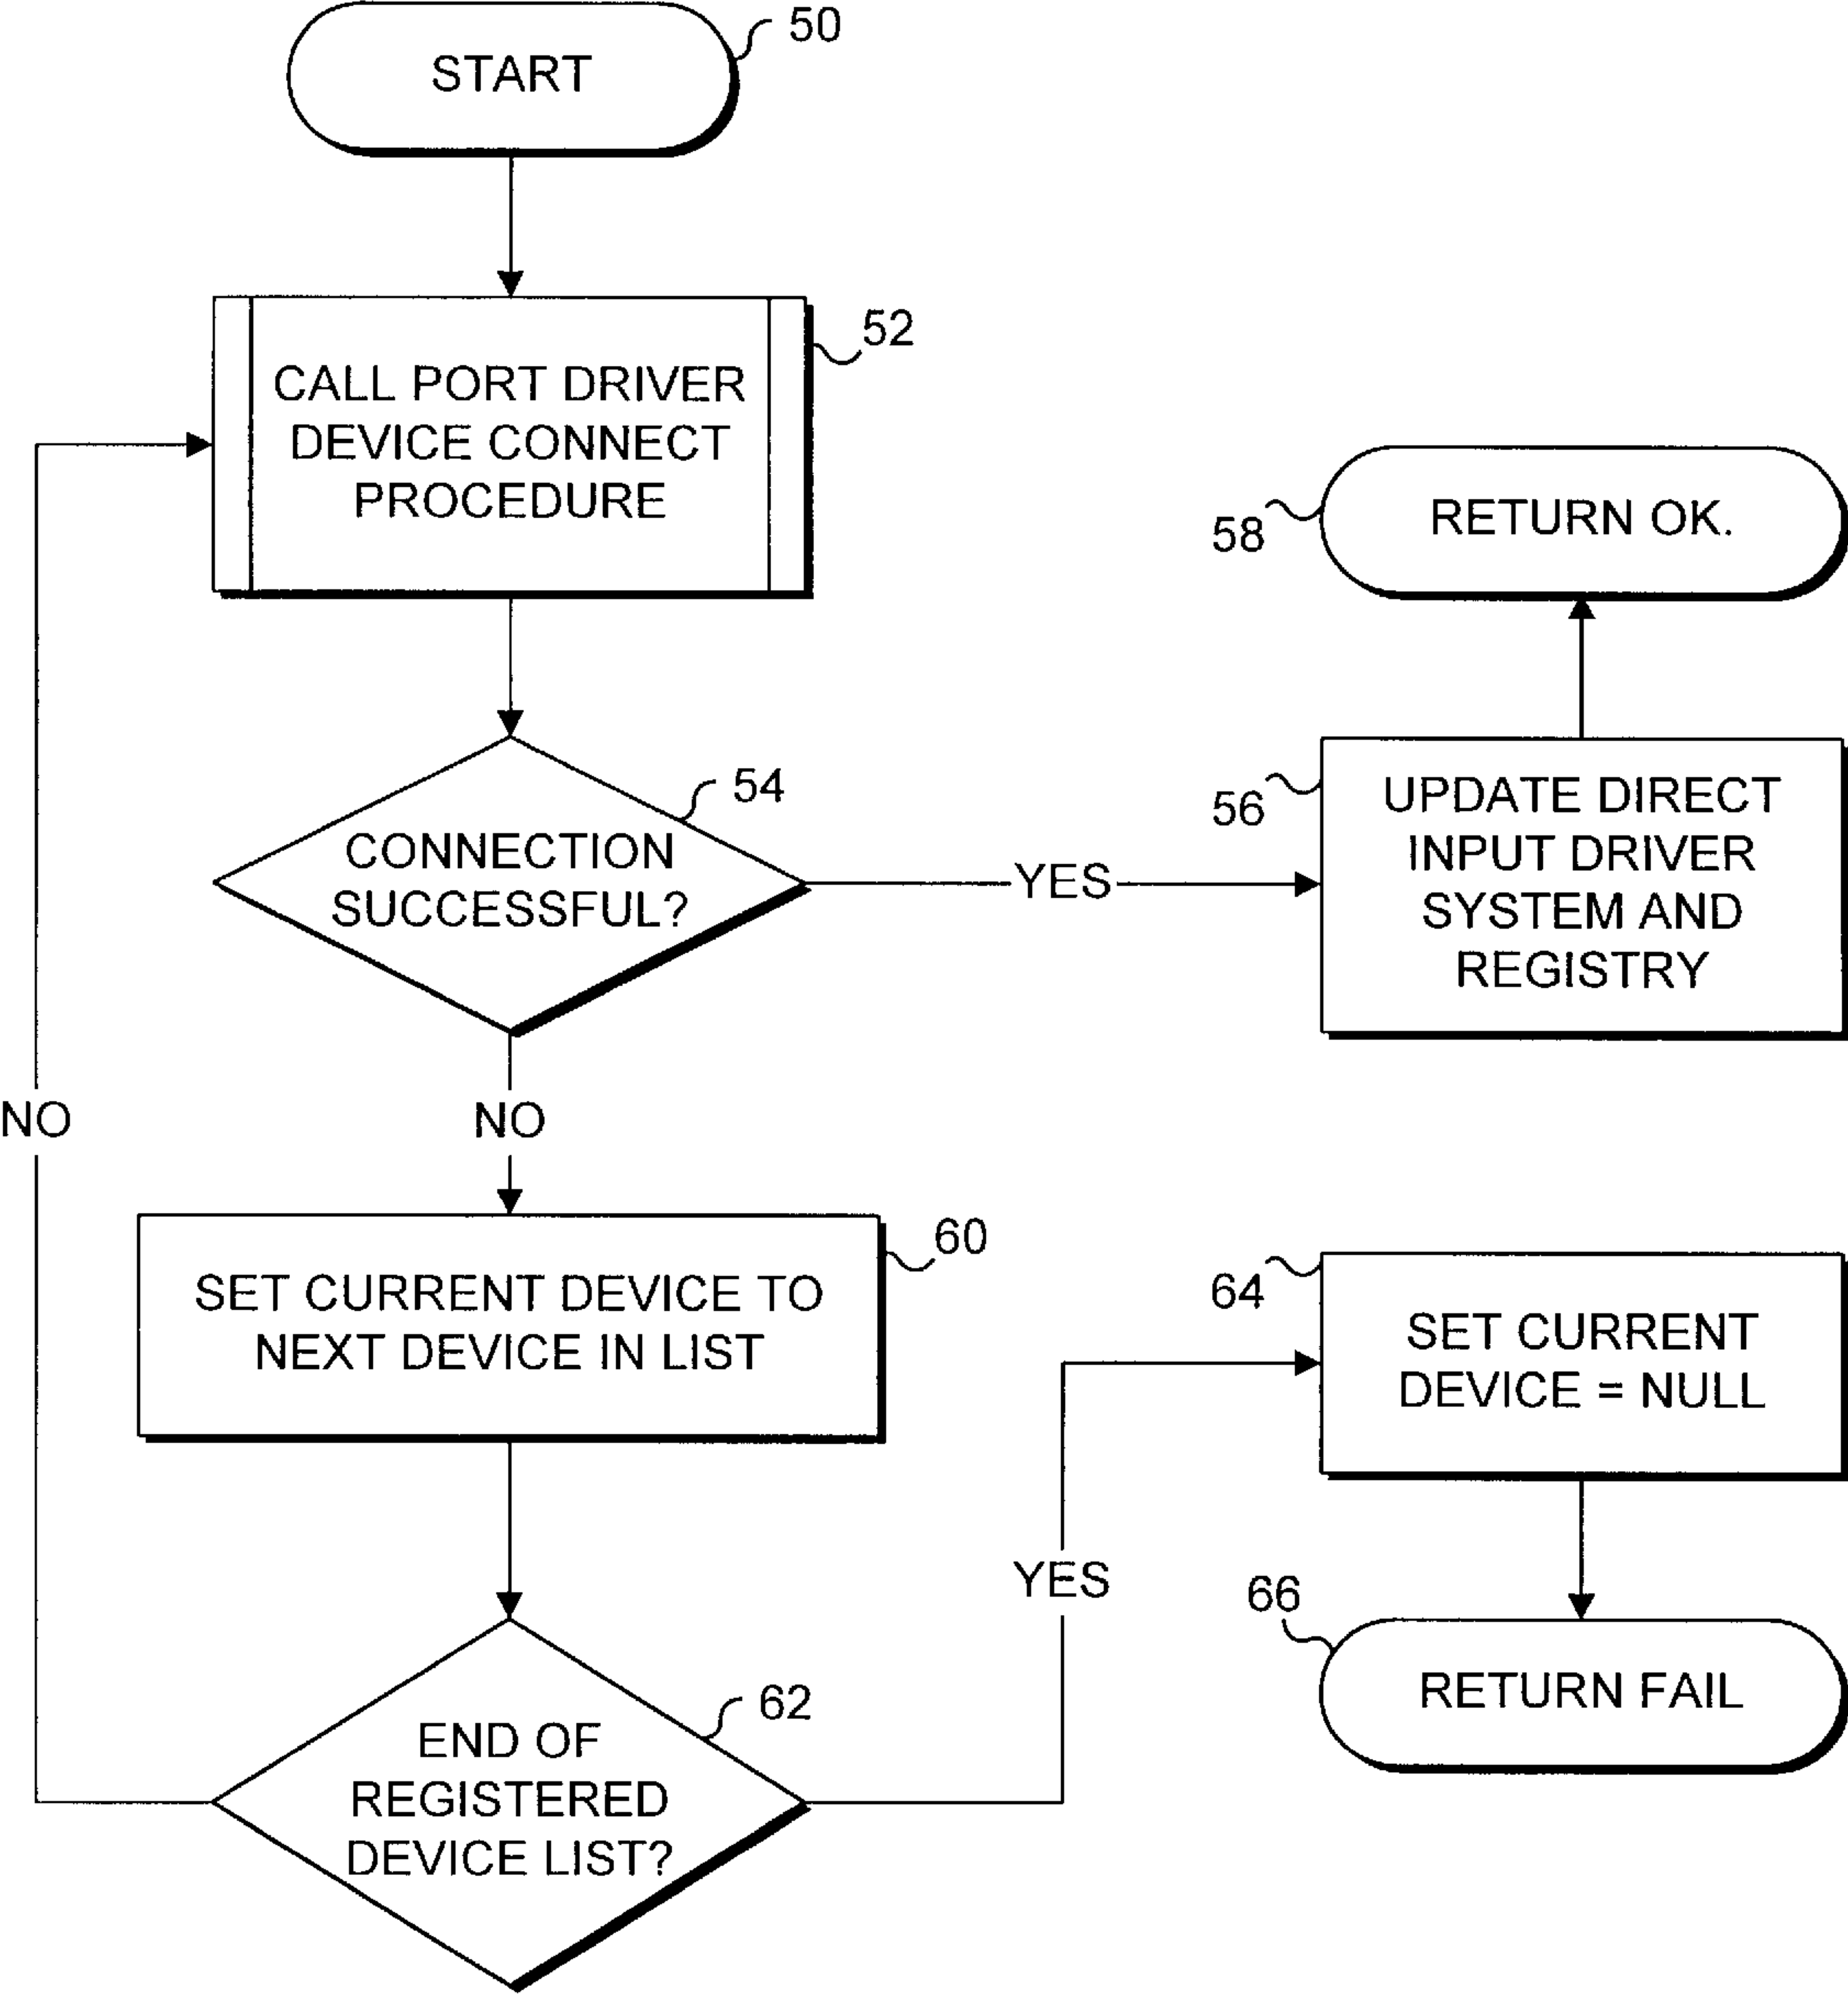 50
START
52
CALL PORT DRIVER
DEVICE CONNECT
PROCEDURE
58
RETURN OK.
54
CONNECTION
SUCCESSFUL?
YES
56
UPDATE DIRECT
INPUT DRIVER
SYSTEM AND
REGISTRY
NO
NO
60
SET CURRENT DEVICE TO
NEXT DEVICE IN LIST
64
SET CURRENT
DEVICE = NULL
YES
66
RETURN FAIL
62
END OF
REGISTERED
DEVICE LIST?